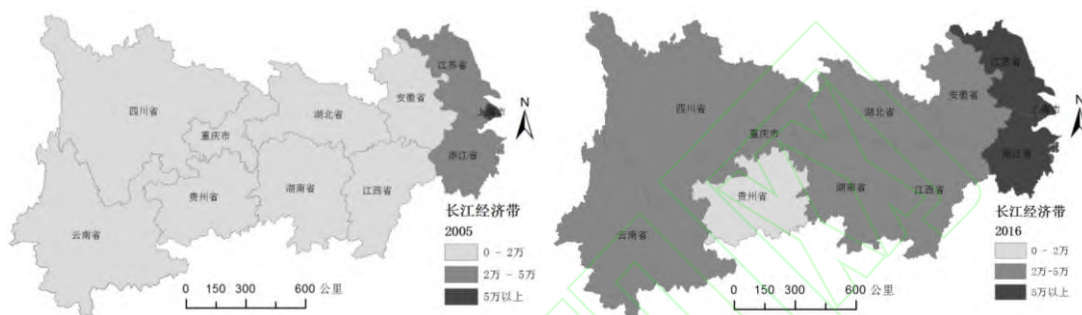 江苏省
安徽省
上海市
四川省
湖北省
重庆市
浙江省
贵州省
湖南省
江西省
云南省
N
长江经济带
2005
0 - 2万
2万 - 5万
5万以上
0 150 300 600 公里
江苏省
安徽省
上海市
四川省
湖北省
重庆市
浙江省
贵州省
湖南省
江西省
云南省
N
长江经济带
2016
0 - 2万
2万-5万
5万以上
0 150 300 600 公里